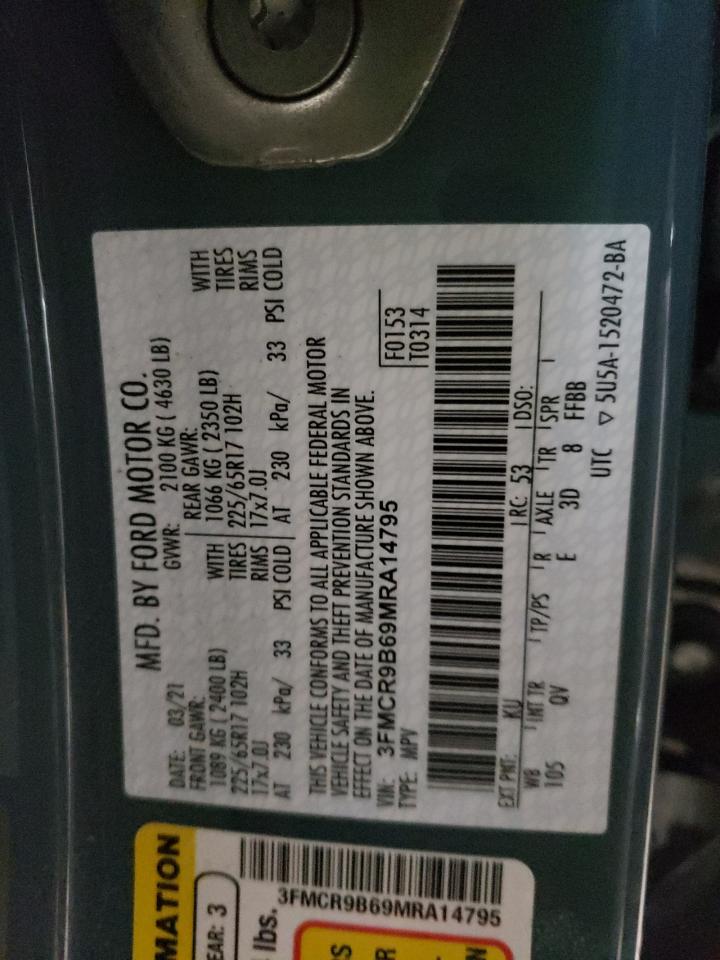 MFD. BY FORD MOTOR CO.
DATE: 03/21 GVWR: 2100 KG ( 4630 LB)
FRONT GAWR: REAR GAWR:
1089 KG ( 2400 LB) WITH 1066 KG ( 2350 LB) WITH
225/65R17 102H TIRES 225/65R17 102H TIRES
17x7.0J RIMS 17x7.0J RIMS
AT 230 kPa/ 33 PSI COLD AT 230 kPa/ 33 PSI COLD
THIS VEHICLE CONFORMS TO ALL APPLICABLE FEDERAL MOTOR
VEHICLE SAFETY AND THEFT PREVENTION STANDARDS IN
EFFECT ON THE DATE OF MANUFACTURE SHOWN ABOVE.
VIN: 3FMCR9B69MRA14795 F0153
TYPE: MPV T0314
EXT PNT: KU RC: 53 DSO:
WB INT TR TP/PS R AXLE TR SPR
105 QV E 3D 8 FFBB
UTC ▽ 5U5A-1520472-BA
MATION
EAR: 3
lbs.
3FMCR9B69MRA14795